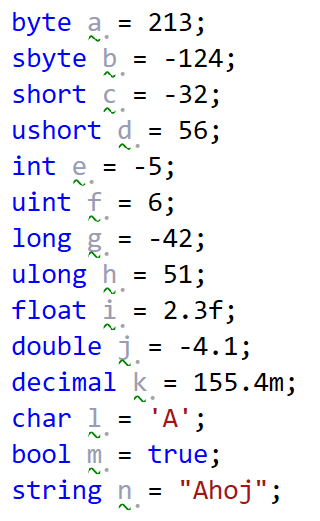 byte a = 213;
sbyte b = -124;
short c = -32;
ushort d = 56;
int e = -5;
uint f = 6;
long g = -42;
ulong h = 51;
float i = 2.3f;
double j = -4.1;
decimal k = 155.4m;
char l = 'A';
bool m = true;
string n = "Ahoj";